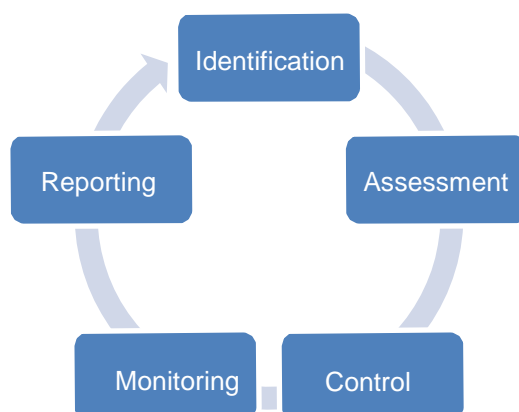 Identification
Assessment
Control
Monitoring
Reporting